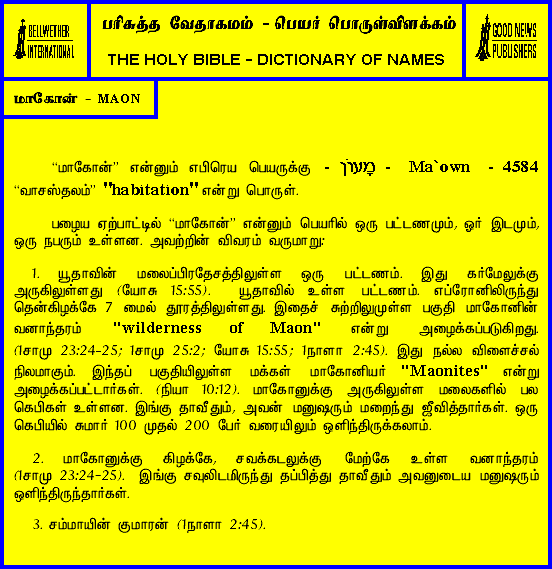 BELLWETHER
INTERNATIONAL
பரிசுத்த வேதாகமம் - பெயர் பொருள்விளக்கம்
THE HOLY BIBLE - DICTIONARY OF NAMES
GOOD NEWS
PUBLISHERS
மாகோன் - MAON
“மாகோன்” என்னும் எபிரெய பெயருக்கு - מָעוֹן - Ma`own - 4584
“வாசஸ்தலம்” "habitation" என்று பொருள்.
பழைய ஏற்பாட்டில் “மாகோன்” என்னும் பெயரில் ஒரு பட்டணமும், ஓர் இடமும்,
ஒரு நபரும் உள்ளன. அவற்றின் விவரம் வருமாறு:
1. யூதாவின் மலைப்பிரதேசத்திலுள்ள ஒரு பட்டணம். இது கர்மேலுக்கு
அருகிலுள்ளது (யோசு 15:55). யூதாவில் உள்ள பட்டணம். எப்ரோனிலிருந்து
தென்கிழக்கே 7 மைல் தூரத்திலுள்ளது. இதைச் சுற்றிலுமுள்ள பகுதி மாகோனின்
வனாந்தரம் "wilderness of Maon" என்று அழைக்கப்படுகிறது.
(1சாமு 23:24-25; 1சாமு 25:2; யோசு 15:55; 1நாளா 2:45). இது நல்ல விளைச்சல்
நிலமாகும். இந்தப் பகுதியிலுள்ள மக்கள் மாகோனியர் "Maonites" என்று
அழைக்கப்பட்டார்கள். (நியா 10:12). மாகோனுக்கு அருகிலுள்ள மலைகளில் பல
கெபிகள் உள்ளன. இங்கு தாவீதும், அவன் மனுஷரும் மறைந்து ஜீவித்தார்கள். ஒரு
கெபியில் சுமார் 100 முதல் 200 பேர் வரையிலும் ஒளிந்திருக்கலாம்.
2. மாகோனுக்கு கிழக்கே, சவக்கடலுக்கு மேற்கே உள்ள வனாந்தரம்
(1சாமு 23:24-25). இங்கு சவுலிடமிருந்து தப்பித்து தாவீதும் அவனுடைய மனுஷரும்
ஒளிந்திருந்தார்கள்.
3. சம்மாயின் குமாரன் (1நாளா 2:45).